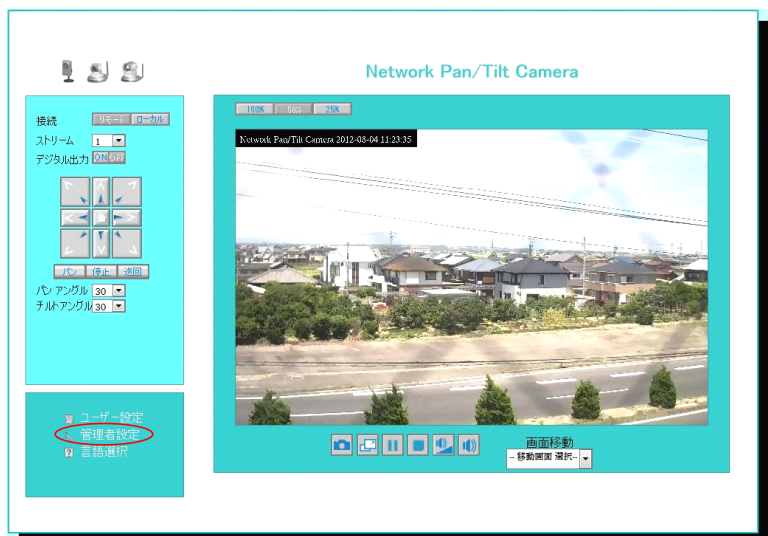 Network Pan/Tilt Camera
接続 リモート ローカル
ストリーム 1
デジタル出力 ON OFF
パン 停止 巡回
パン アングル 30
チルトアングル 30
ユーザー設定
管理者設定
言語選択
100% 50% 25%
Network Pan/Tilt Camera 2012-08-04 11:23:35
画面移動
-- 移動画面 選択--